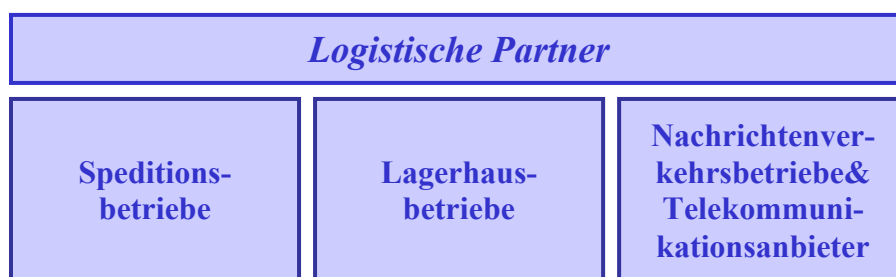 Logistische Partner
Speditions-
betriebe
Lagerhaus-
betriebe
Nachrichtenver-
kehrsbetriebe&
Telekommuni-
kationsanbieter